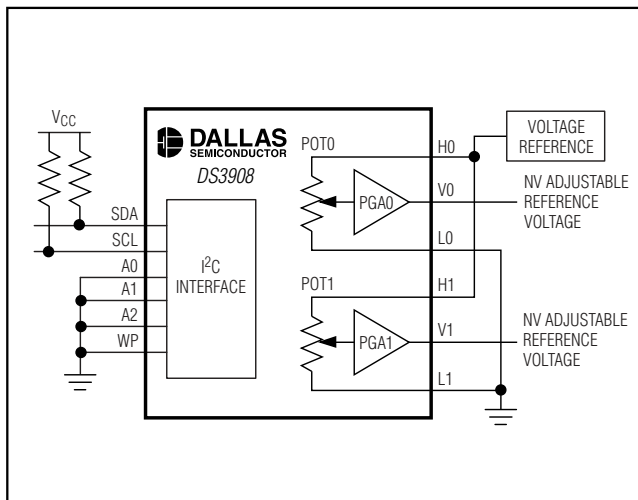 VCC
DALLAS
SEMICONDUCTOR
DS3908
SDA
SCL
A0
A1
A2
WP
I2C
INTERFACE
POT0
PGA0
H0
V0
L0
POT1
PGA1
H1
V1
L1
VOLTAGE
REFERENCE
NV ADJUSTABLE
REFERENCE
VOLTAGE
NV ADJUSTABLE
REFERENCE
VOLTAGE